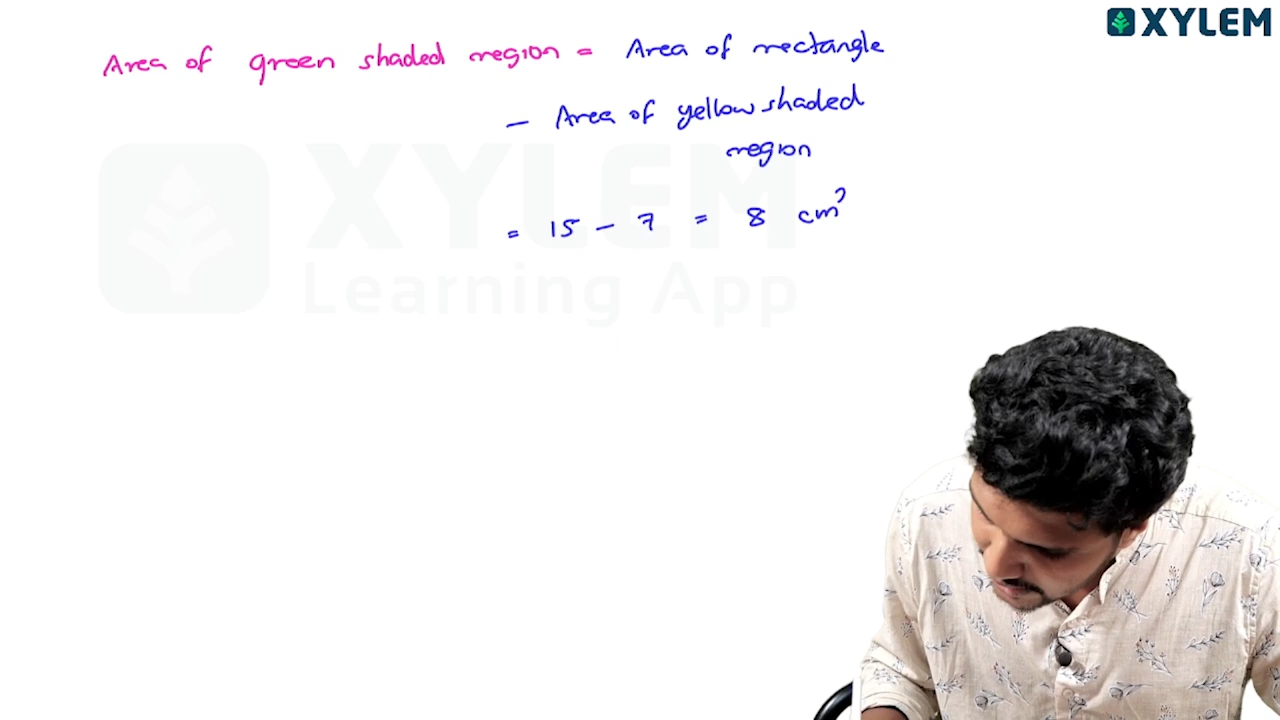 XYLEM
Area of green shaded region = Area of rectangle
− Area of yellow shaded
region
= 15 − 7 = 8 cm²
XYLEM
Learning App